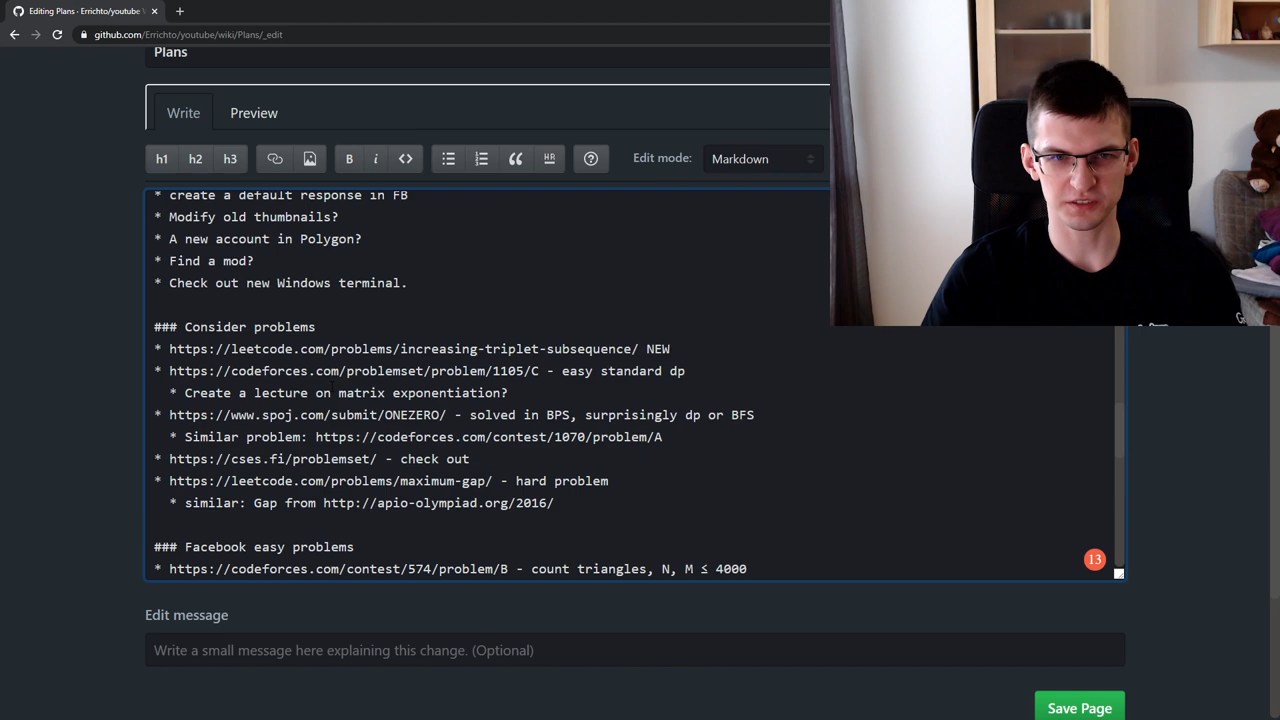 Editing Plans · Errichto/youtube
github.com/Errichto/youtube/wiki/Plans/_edit
Plans
Write
Preview
h1 h2 h3 B i <> HR Edit mode: Markdown
* create a default response in FB
* Modify old thumbnails?
* A new account in Polygon?
* Find a mod?
* Check out new Windows terminal.
### Consider problems
* https://leetcode.com/problems/increasing-triplet-subsequence/ NEW
* https://codeforces.com/problemset/problem/1105/C - easy standard dp
* Create a lecture on matrix exponentiation?
* https://www.spoj.com/submit/ONEZERO/ - solved in BPS, surprisingly dp or BFS
* Similar problem: https://codeforces.com/contest/1070/problem/A
* https://cses.fi/problemset/ - check out
* https://leetcode.com/problems/maximum-gap/ - hard problem
* similar: Gap from http://apio-olympiad.org/2016/
### Facebook easy problems
* https://codeforces.com/contest/574/problem/B - count triangles, N, M ≤ 4000
13
Edit message
Write a small message here explaining this change. (Optional)
Save Page